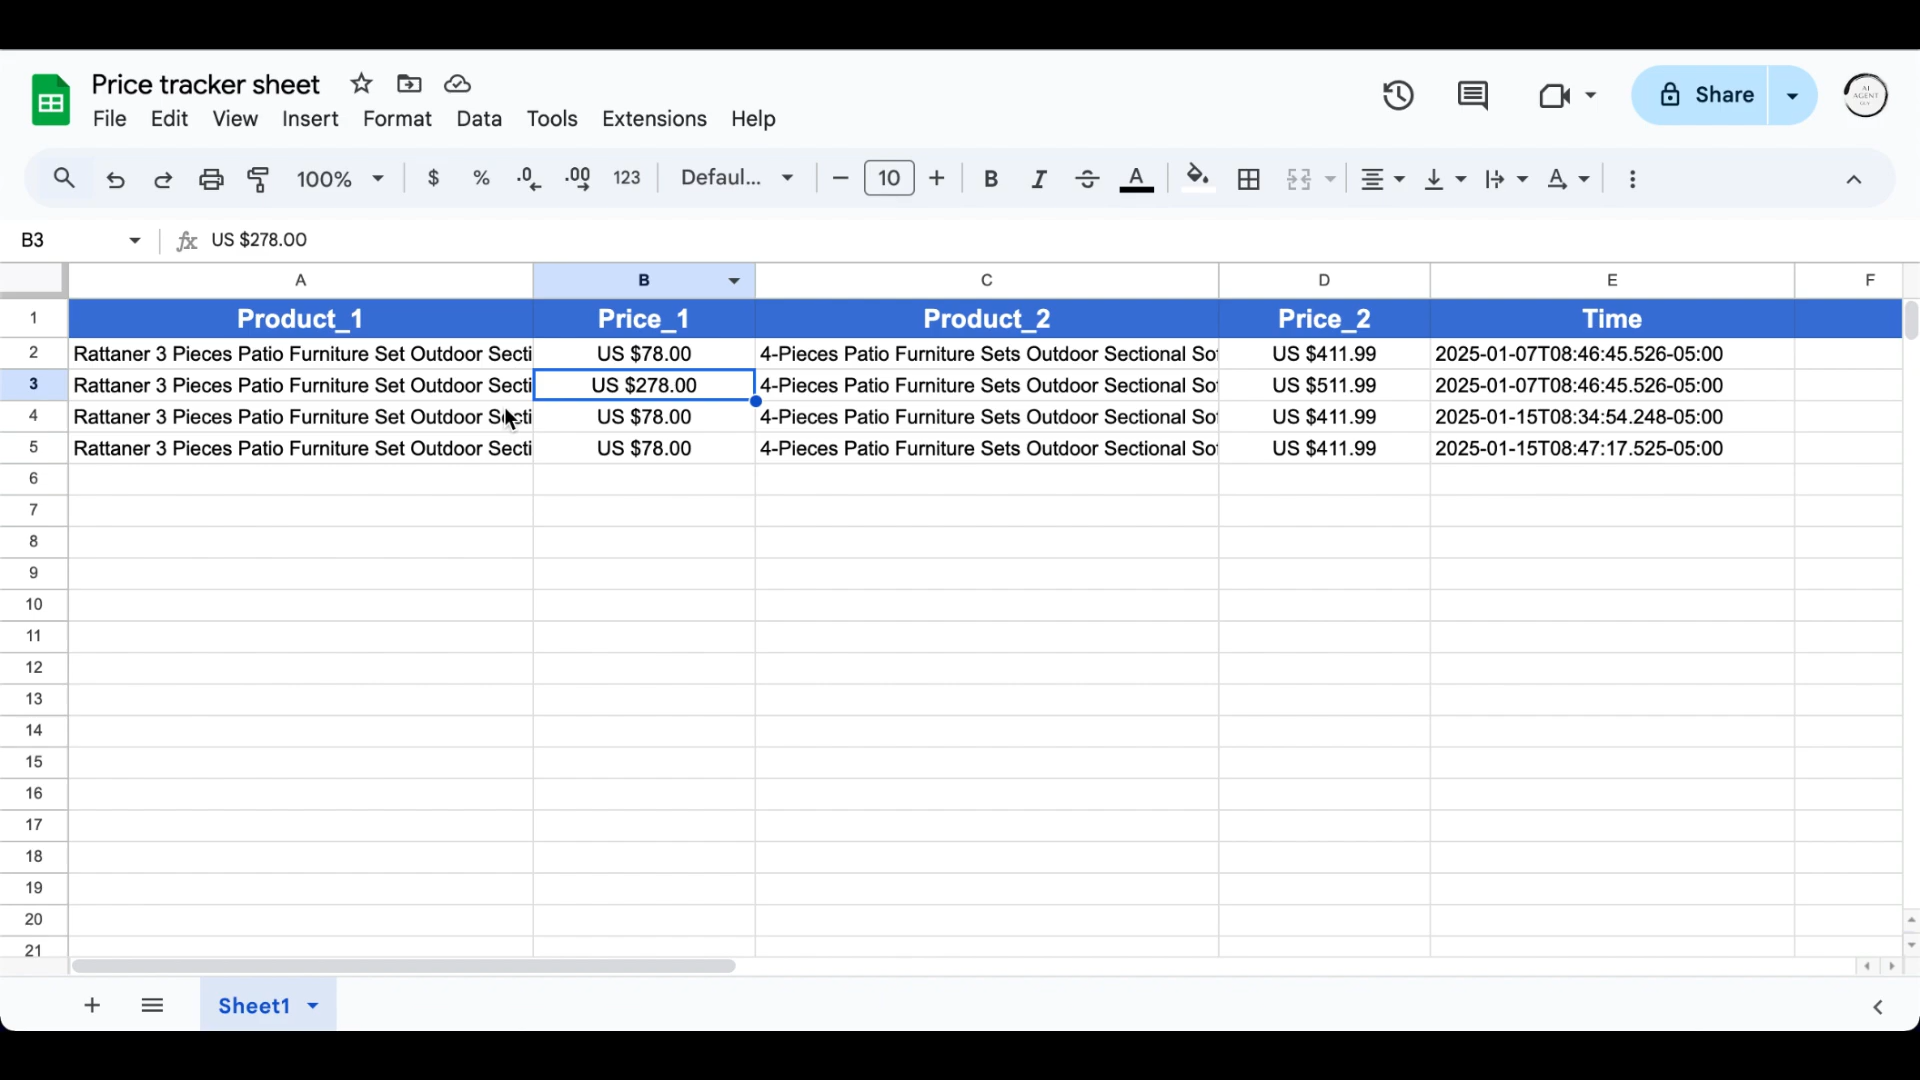 Price tracker sheet
File Edit View Insert Format Data Tools Extensions Help
Share
AI AGENT
100% $ % .0 .00 123 Defaul... 10 B I A A
B3 fx US $278.00
A B C D E F
1 Product_1 Price_1 Product_2 Price_2 Time
2 Rattaner 3 Pieces Patio Furniture Set Outdoor Secti US $78.00 4-Pieces Patio Furniture Sets Outdoor Sectional So US $411.99 2025-01-07T08:46:45.526-05:00
3 Rattaner 3 Pieces Patio Furniture Set Outdoor Secti US $278.00 4-Pieces Patio Furniture Sets Outdoor Sectional So US $511.99 2025-01-07T08:46:45.526-05:00
4 Rattaner 3 Pieces Patio Furniture Set Outdoor Secti US $78.00 4-Pieces Patio Furniture Sets Outdoor Sectional So US $411.99 2025-01-15T08:34:54.248-05:00
5 Rattaner 3 Pieces Patio Furniture Set Outdoor Secti US $78.00 4-Pieces Patio Furniture Sets Outdoor Sectional So US $411.99 2025-01-15T08:47:17.525-05:00
6
7
8
9
10
11
12
13
14
15
16
17
18
19
20
21
Sheet1